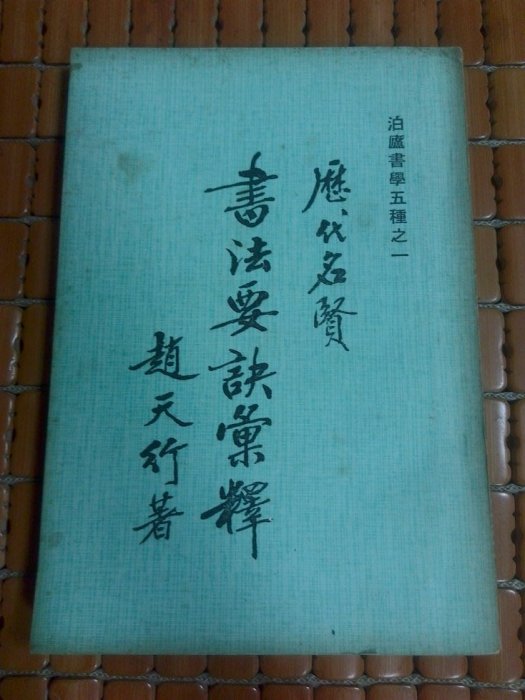 泊廬書學五種之一
歷代名賢
書法要訣彙釋
趙天行著